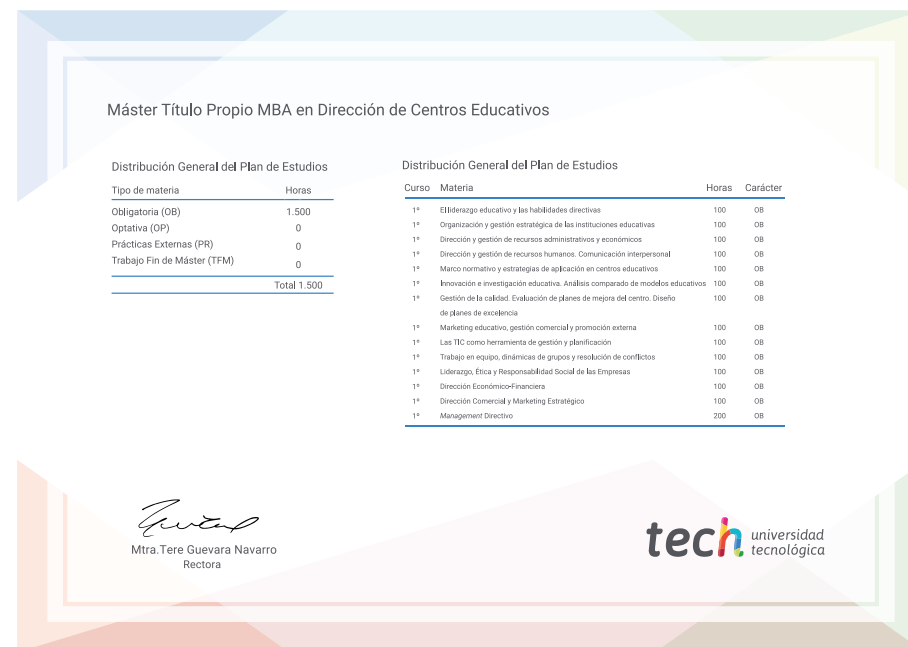 Máster Título Propio MBA en Dirección de Centros Educativos
Distribución General del Plan de Estudios
Tipo de materia Horas
Obligatoria (OB) 1.500
Optativa (OP) 0
Prácticas Externas (PR) 0
Trabajo Fin de Máster (TFM) 0
Total 1.500
Distribución General del Plan de Estudios
Curso Materia Horas Carácter
1º El liderazgo educativo y las habilidades directivas 100 OB
1º Organización y gestión estratégica de las instituciones educativas 100 OB
1º Dirección y gestión de recursos administrativos y económicos 100 OB
1º Dirección y gestión de recursos humanos. Comunicación interpersonal 100 OB
1º Marco normativo y estrategias de aplicación en centros educativos 100 OB
1º Innovación e investigación educativa. Análisis comparado de modelos educativos 100 OB
1º Gestión de la calidad. Evaluación de planes de mejora del centro. Diseño 100 OB
de planes de excelencia
1º Marketing educativo, gestión comercial y promoción externa 100 OB
1º Las TIC como herramienta de gestión y planificación 100 OB
1º Trabajo en equipo, dinámicas de grupos y resolución de conflictos 100 OB
1º Liderazgo, Ética y Responsabilidad Social de las Empresas 100 OB
1º Dirección Económico-Financiera 100 OB
1º Dirección Comercial y Marketing Estratégico 100 OB
1º Management Directivo 200 OB
Mtra.Tere Guevara Navarro
Rectora
tech universidad
tecnológica